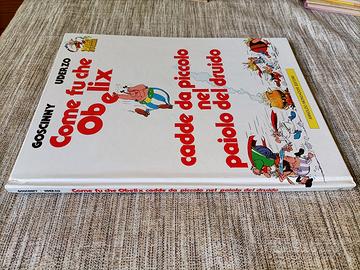 GOSCINNY UDERZO
Come fu che
Obelix
cadde da piccolo
nel
paiolo del druido
GOSCINNY UDERZO Come fu che Obelix cadde da piccolo nel paiolo del druido